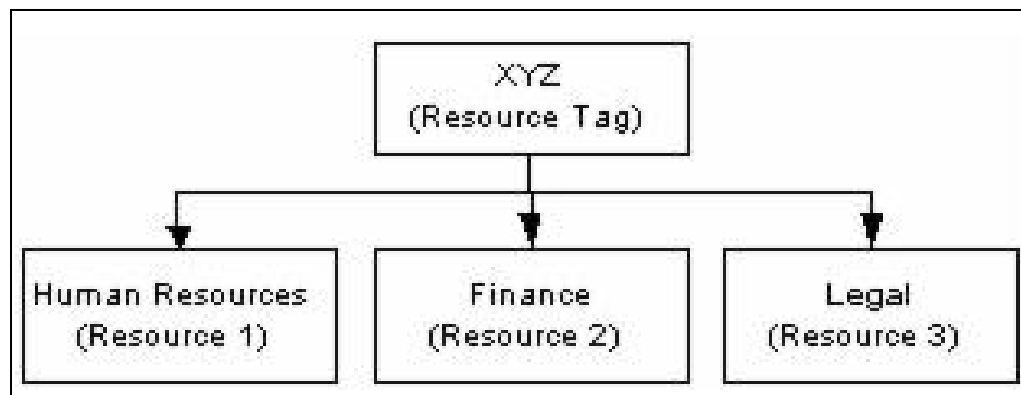 XYZ
(Resource Tag)
Human Resources
(Resource 1)
Finance
(Resource 2)
Legal
(Resource 3)